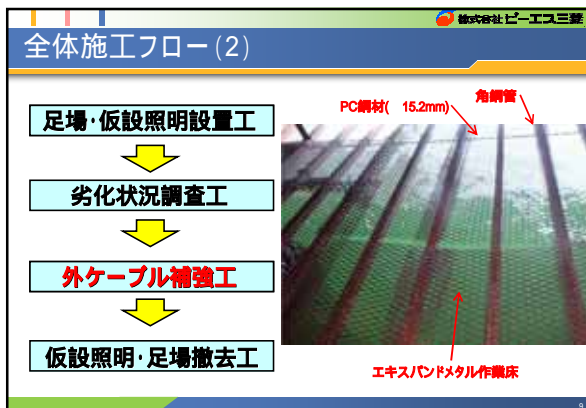 株式会社ピーエス三菱
全体施工フロー(2)
足場・仮設照明設置工
劣化状況調査工
外ケーブル補強工
仮設照明・足場撤去工
PC鋼材( 15.2mm)
角鋼管
エキスパンドメタル作業床
9